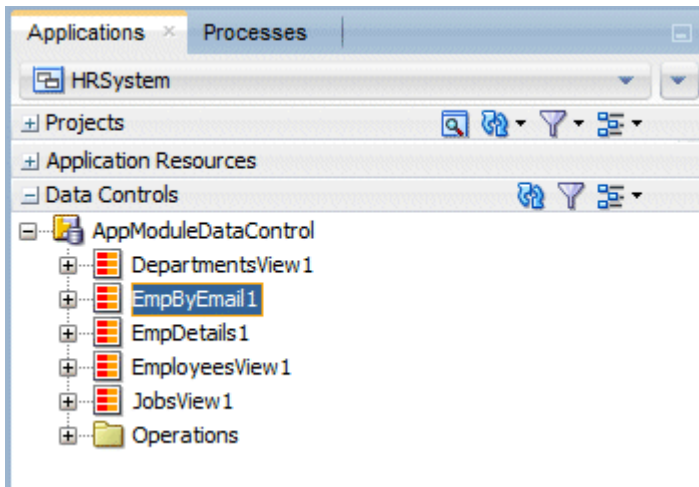 Applications Processes
HRSystem
Projects
Application Resources
Data Controls
AppModuleDataControl
DepartmentsView1
EmpByEmail1
EmpDetails1
EmployeesView1
JobsView1
Operations